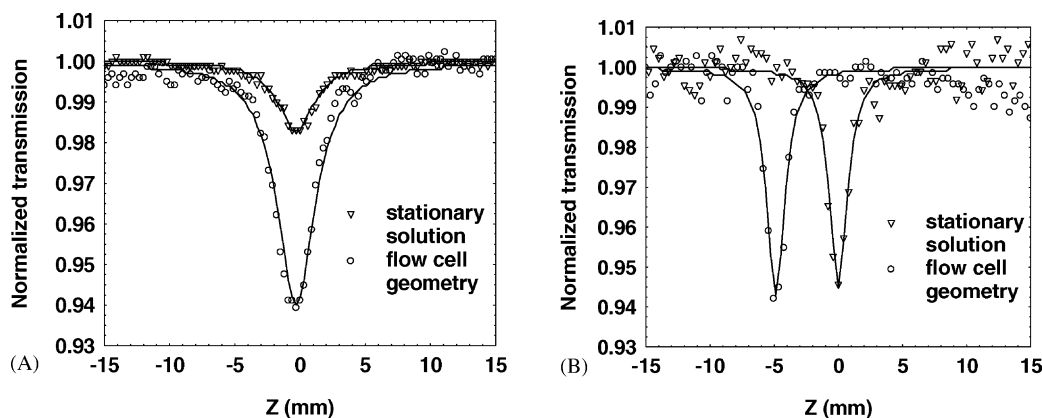 1.01
1.00
0.99
0.98
0.97
0.96
0.95
0.94
0.93
Normalized transmission
stationary
solution
flow cell
geometry
-15 -10 -5 0 5 10 15
Z (mm)
(A)
1.01
1.00
0.99
0.98
0.97
0.96
0.95
0.94
0.93
Normalized transmission
stationary
solution
flow cell
geometry
-15 -10 -5 0 5 10 15
Z (mm)
(B)